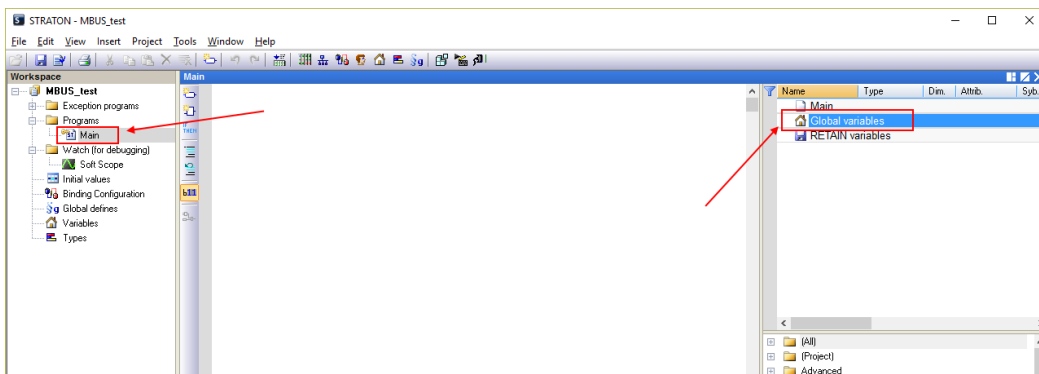 STRATON - MBUS_test
File Edit View Insert Project Tools Window Help
Workspace
MBUS_test
Exception programs
Programs
Main
Watch (for debugging)
Soft Scope
Initial values
Binding Configuration
Global defines
Variables
Types
Main
Name Type Dim. Attrib. Syb.
Main
Global variables
RETAIN variables
(All)
(Project)
Advanced